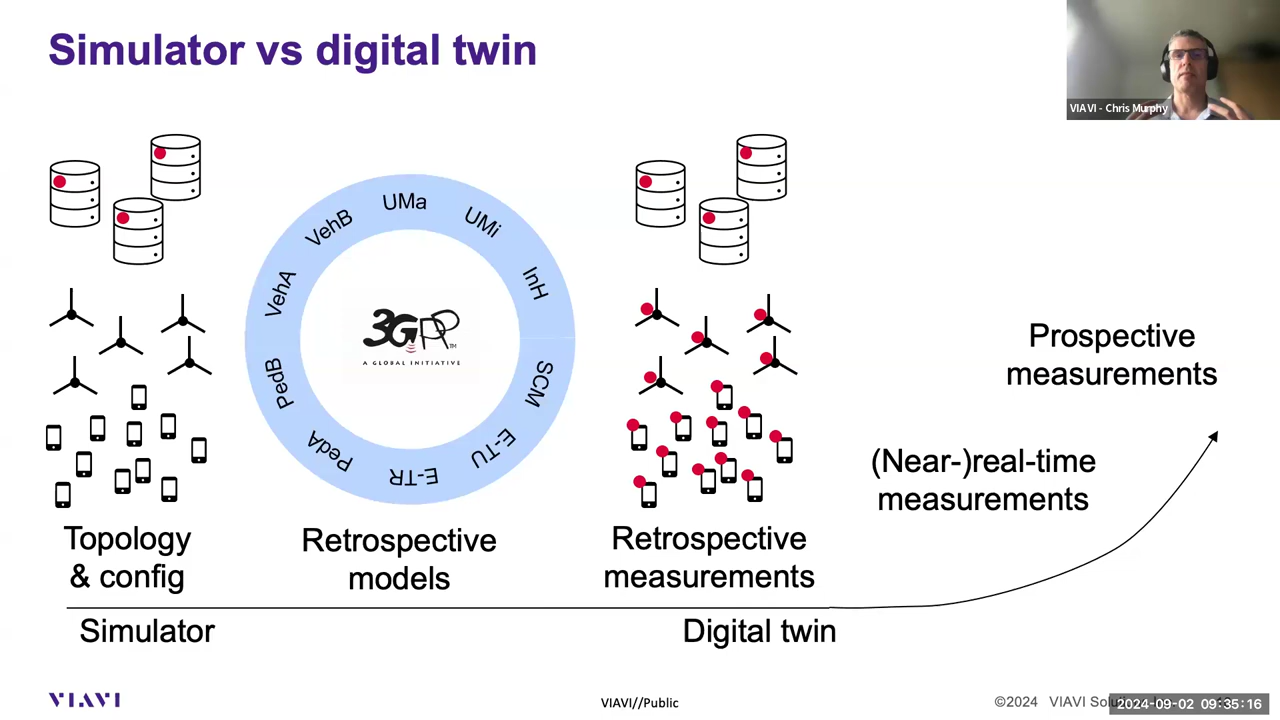 Simulator vs digital twin
VIAVI - Chris Murphy
UMa
UMi
InH
SCM
E-TU
E-TR
PedA
PedB
VehA
VehB
3GPP
TM
A GLOBAL INITIATIVE
Prospective
measurements
(Near-)real-time
measurements
Topology
& config
Retrospective
models
Retrospective
measurements
Simulator
Digital twin
VIAVI
VIAVI//Public
©2024 VIAVI
2024-09-02 09:35:16